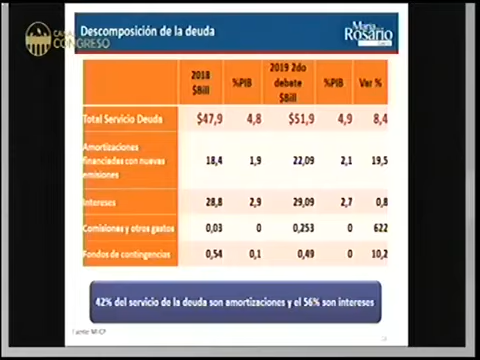 CANAL
CONGRESO
Descomposición de la deuda
María
Rosario
2018 $Bill %PIB 2019 2do debate $Bill %PIB Var %
Total Servicio Deuda $47,9 4,8 $51,9 4,9 8,4
Amortizaciones financiadas con nuevas emisiones 18,4 1,9 22,09 2,1 19,5
Intereses 28,8 2,9 29,09 2,7 0,8
Comisiones y otros gastos 0,03 0 0,253 0 622
Fondos de contingencias 0,54 0,1 0,49 0 10,2
42% del servicio de la deuda son amortizaciones y el 56% son intereses
Fuente: MHCP